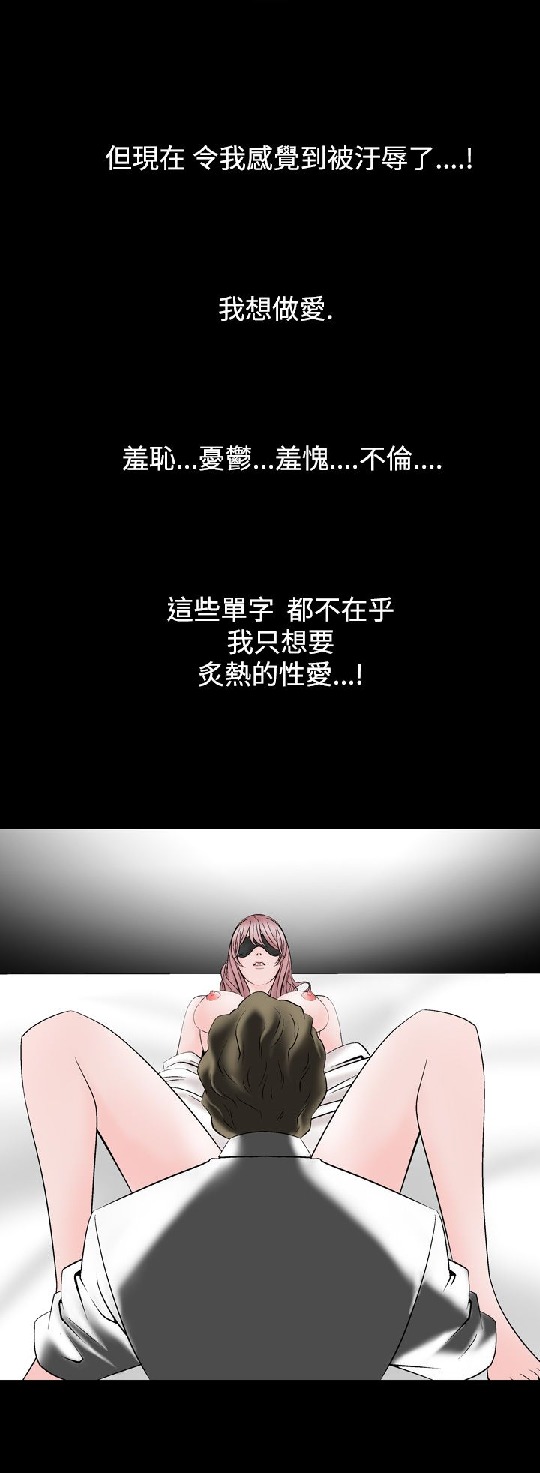 但現在 令我感覺到被汙辱了....!
我想做愛.
羞恥...憂鬱...羞愧....不倫....
這些單字 都不在乎
我只想要
炙熱的性愛...!